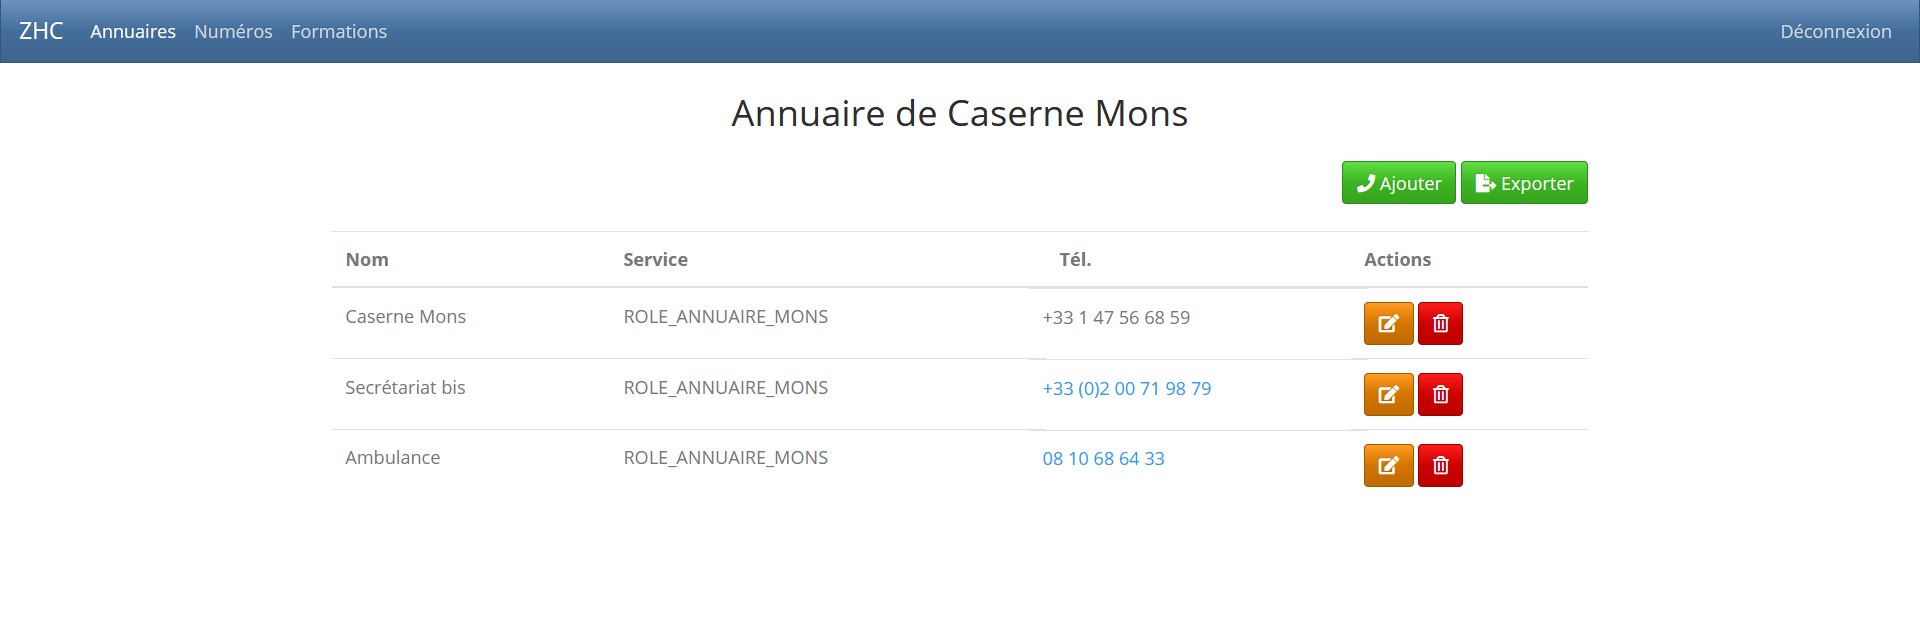 ZHC Annuaires Numéros Formations Déconnexion
Annuaire de Caserne Mons
Ajouter Exporter
Nom Service Tél. Actions
Caserne Mons ROLE_ANNUAIRE_MONS +33 1 47 56 68 59
Secrétariat bis ROLE_ANNUAIRE_MONS +33 (0)2 00 71 98 79
Ambulance ROLE_ANNUAIRE_MONS 08 10 68 64 33